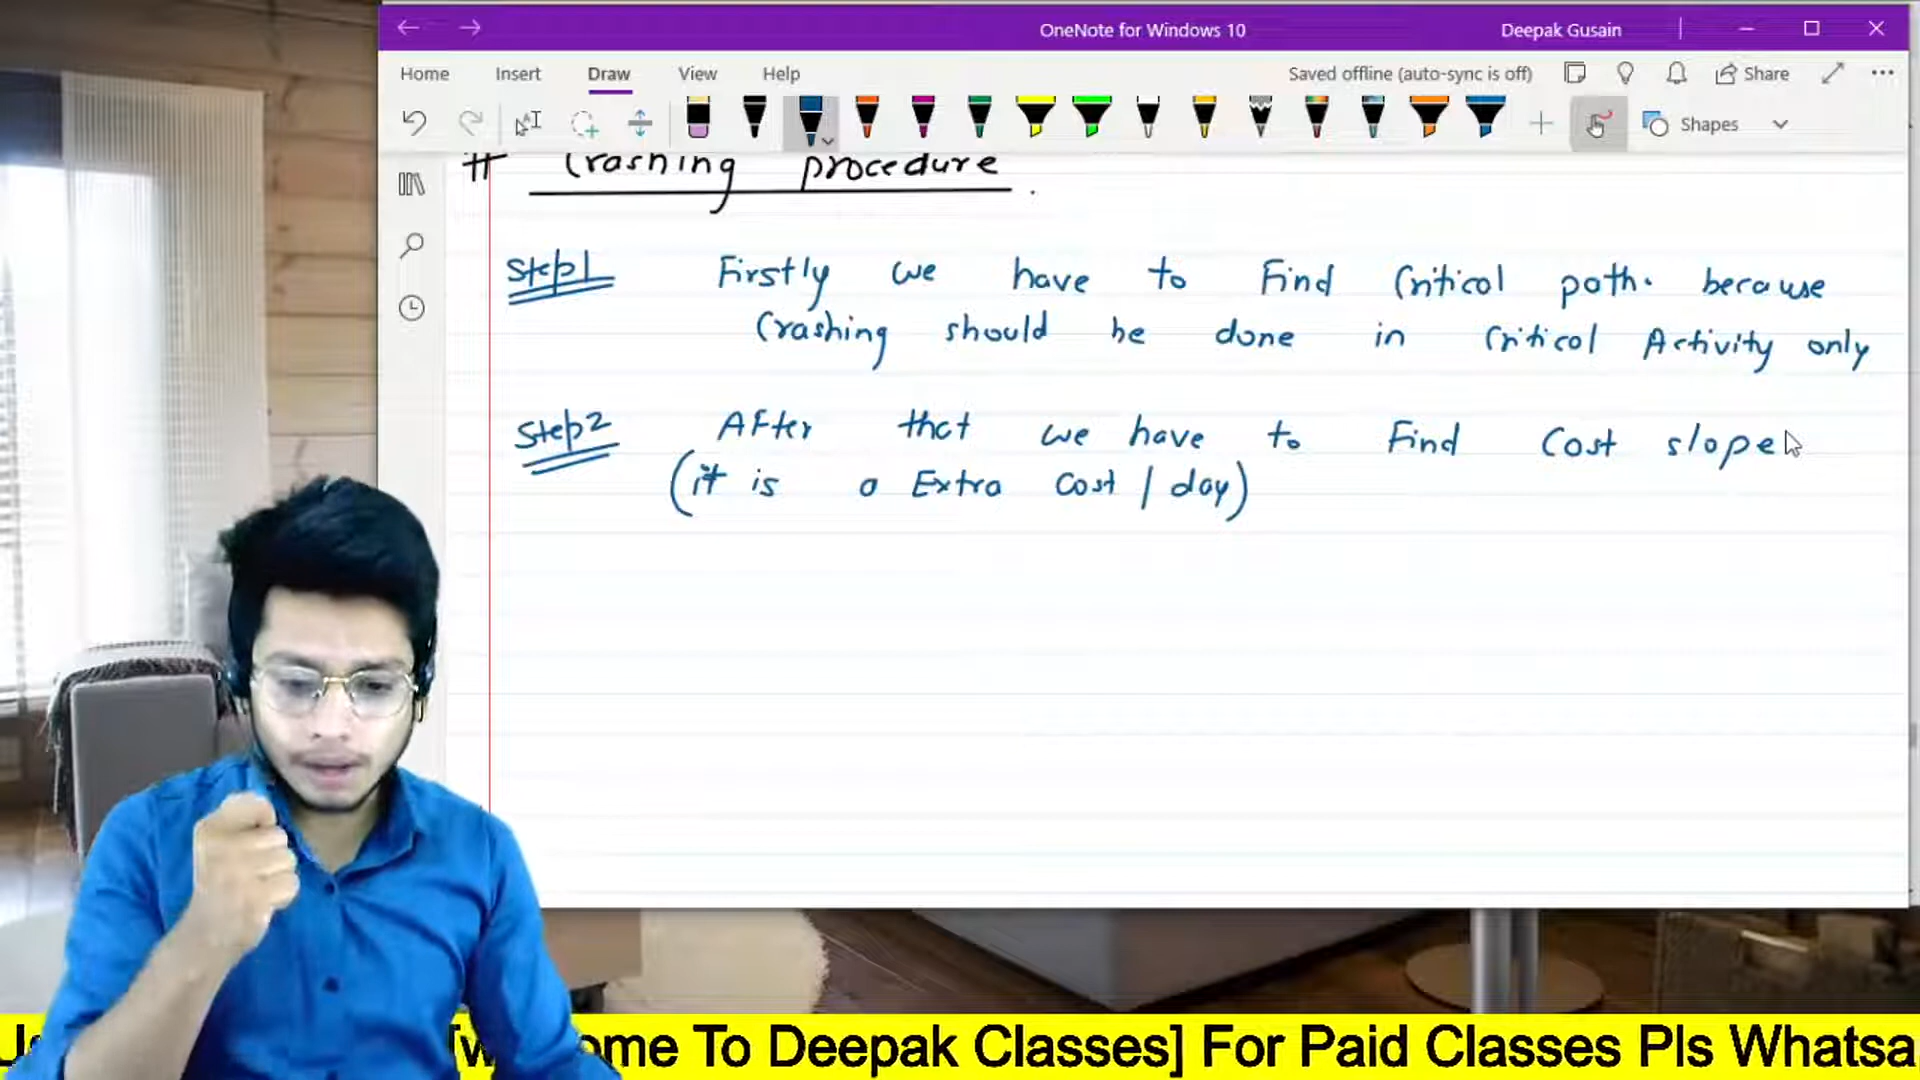 OneNote for Windows 10
Deepak Gusain
Home Insert Draw View Help
Saved offline (auto-sync is off)
Share
Shapes
# Crashing procedure.
Step1 Firstly we have to Find Critical path. because
Crashing should be done in Critical Activity only
Step2 After that we have to Find Cost slope
(it is a Extra Cost / day)
ome To Deepak Classes] For Paid Classes Pls Whatsa